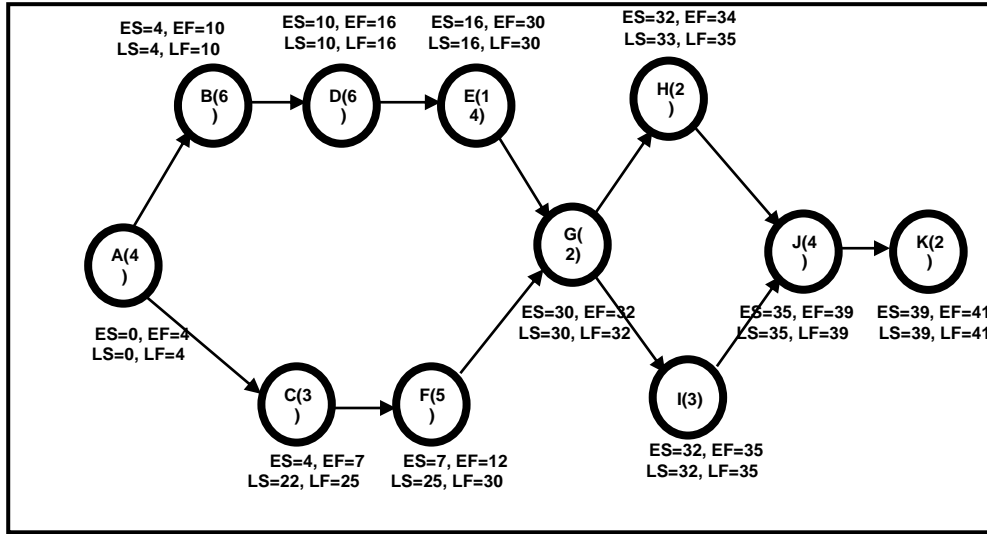 ES=4, EF=10
LS=4, LF=10
ES=10, EF=16
LS=10, LF=16
ES=16, EF=30
LS=16, LF=30
ES=32, EF=34
LS=33, LF=35
B(6
)
D(6
)
E(1
4)
H(2
)
A(4
)
G(
2)
J(4
)
K(2
)
ES=0, EF=4
LS=0, LF=4
ES=30, EF=32
LS=30, LF=32
ES=35, EF=39
LS=35, LF=39
ES=39, EF=41
LS=39, LF=41
C(3
)
F(5
)
I(3)
ES=4, EF=7
LS=22, LF=25
ES=7, EF=12
LS=25, LF=30
ES=32, EF=35
LS=32, LF=35